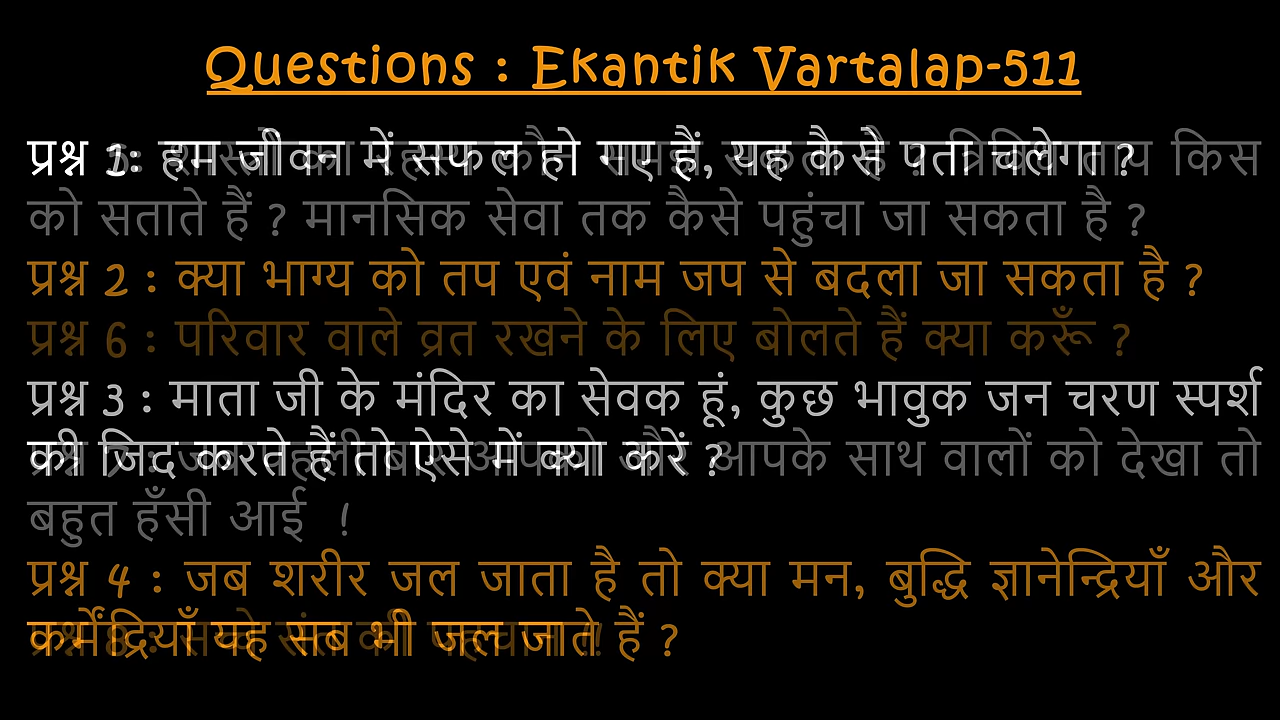 Questions : Ekantik Vartalap-511
प्रश्न 1: हम जीवन में सफल हो गए हैं, यह कैसे पता चलेगा ? किस
को सताते हैं ? मानसिक सेवा तक कैसे पहुंचा जा सकता है ?
प्रश्न 2 : क्या भाग्य को तप एवं नाम जप से बदला जा सकता है ?
प्रश्न 6 : परिवार वाले व्रत रखने के लिए बोलते हैं क्या करूँ ?
प्रश्न 3 : माता जी के मंदिर का सेवक हूं, कुछ भावुक जन चरण स्पर्श
की जिद करते हैं तो ऐसे में क्या करें ? आपके साथ वालों को देखा तो
बहुत हँसी आई !
प्रश्न 4 : जब शरीर जल जाता है तो क्या मन, बुद्धि ज्ञानेन्द्रियाँ और
कर्मेंद्रियाँ यह सब भी जल जाते हैं ?